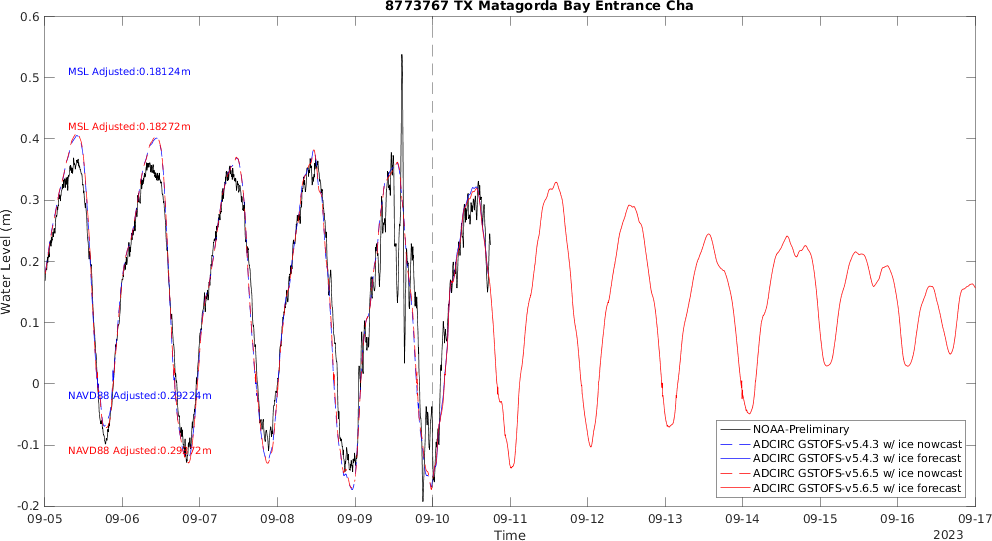 8773767 TX Matagorda Bay Entrance Cha
0.6
0.5
0.4
0.3
0.2
0.1
0
-0.1
-0.2
Water Level (m)
MSL Adjusted:0.18124m
MSL Adjusted:0.18272m
NAVD88 Adjusted:0.29224m
NAVD88 Adjusted:0.29372m
NOAA-Preliminary
ADCIRC GSTOFS-v5.4.3 w/ ice nowcast
ADCIRC GSTOFS-v5.4.3 w/ ice forecast
ADCIRC GSTOFS-v5.6.5 w/ ice nowcast
ADCIRC GSTOFS-v5.6.5 w/ ice forecast
09-05 09-06 09-07 09-08 09-09 09-10 09-11 09-12 09-13 09-14 09-15 09-16 09-17
Time
2023